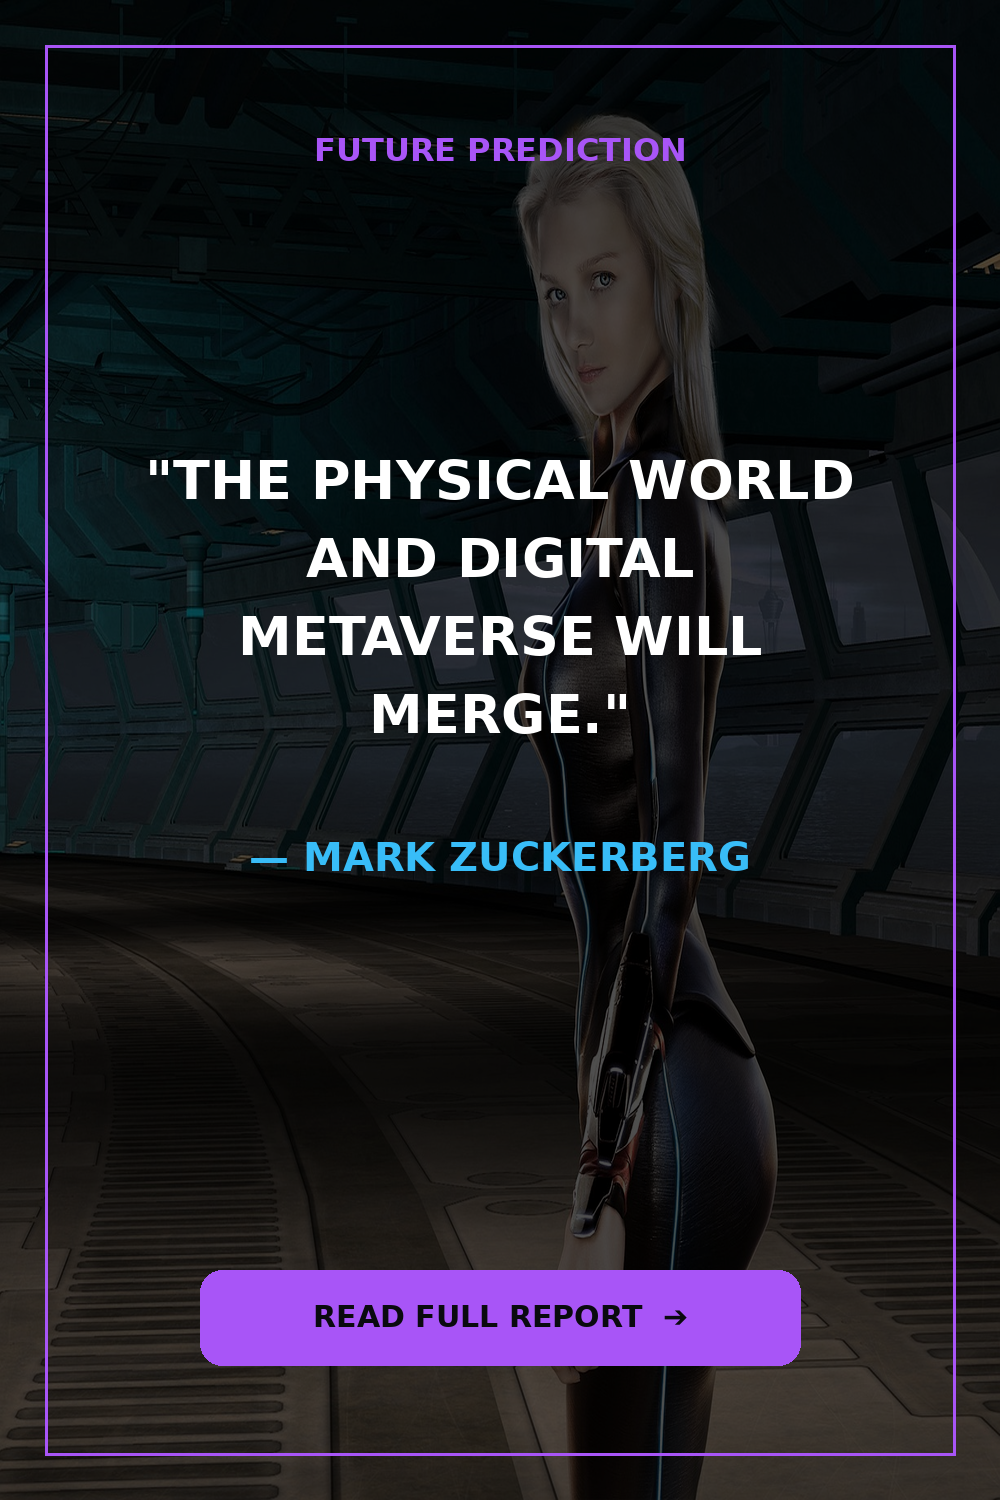 FUTURE PREDICTION
"THE PHYSICAL WORLD
AND DIGITAL
METAVERSE WILL
MERGE."
— MARK ZUCKERBERG
READ FULL REPORT ➔